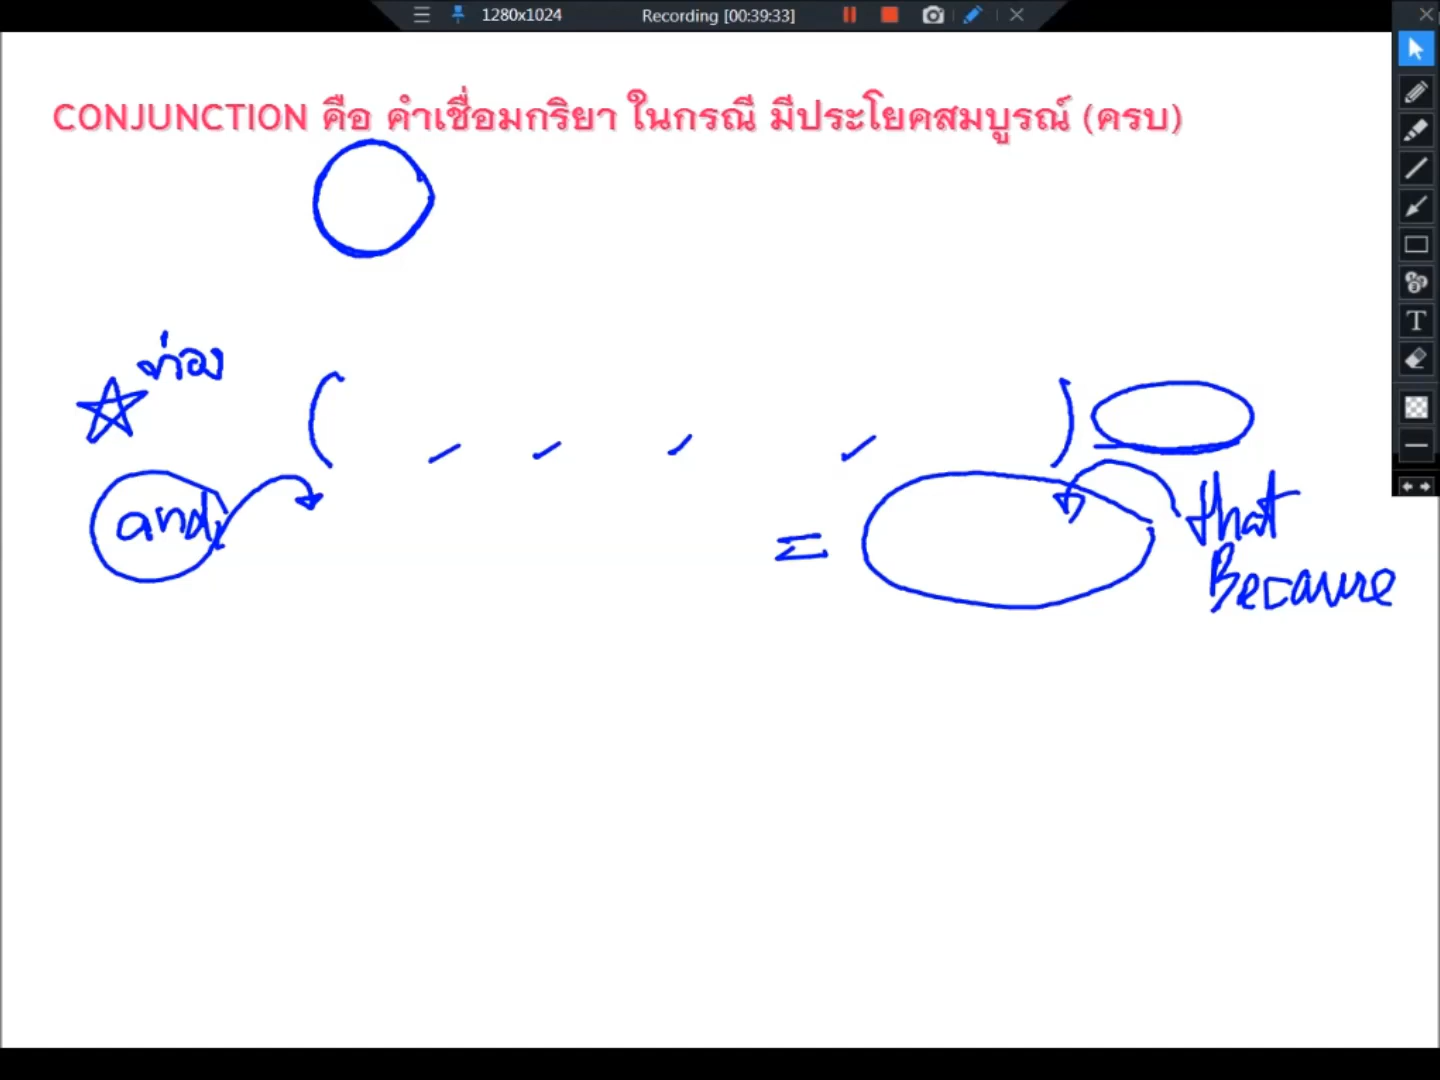 1280x1024 Recording [00:39:33]
CONJUNCTION คือ คำเชื่อมกริยา ในกรณี มีประโยคสมบูรณ์ (ครบ)
T
ท่อง
and
=
that
Because